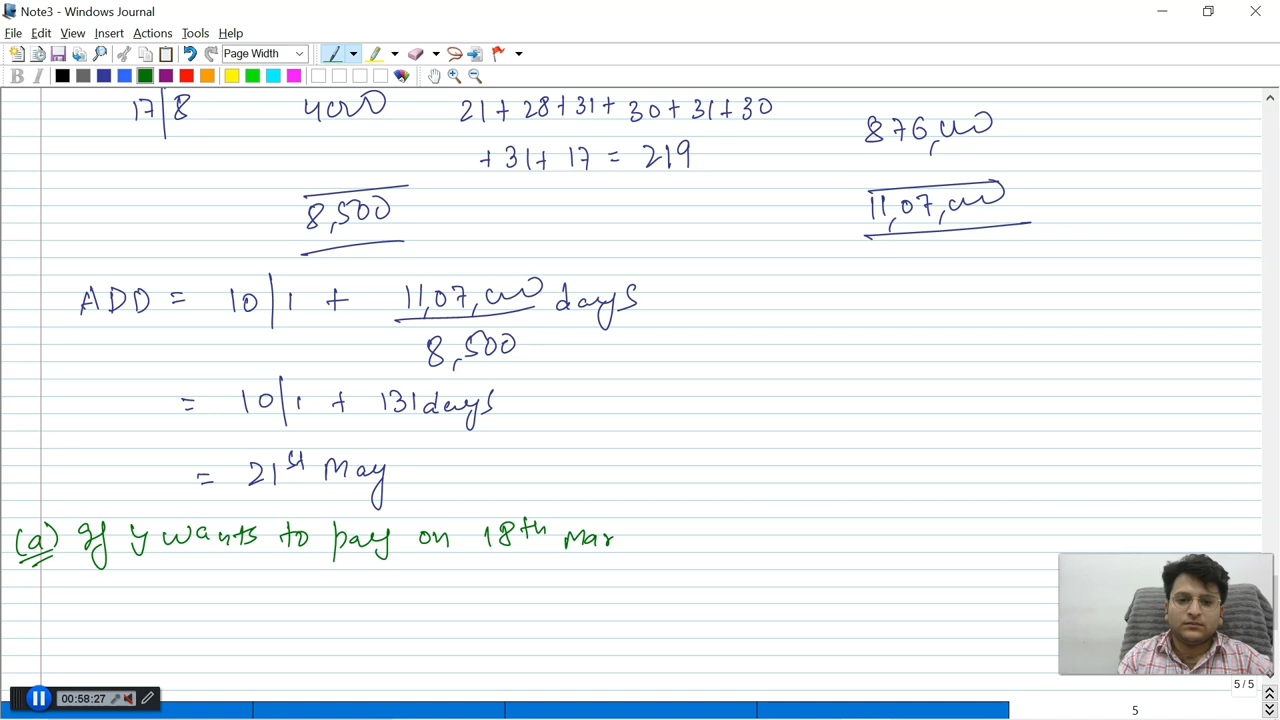 Note3 - Windows Journal
File Edit View Insert Actions Tools Help
Page Width
B I
17|8 4000 21+ 28+31+ 30+31+30 876,000
+31+ 17 = 219
8,500 11,07,000
ADD = 10|1 + 11,07,000 days
8,500
= 10|1 + 131days
= 21st May
(a) If y wants to pay on 18th Mar
5 / 5
00:58:27
5